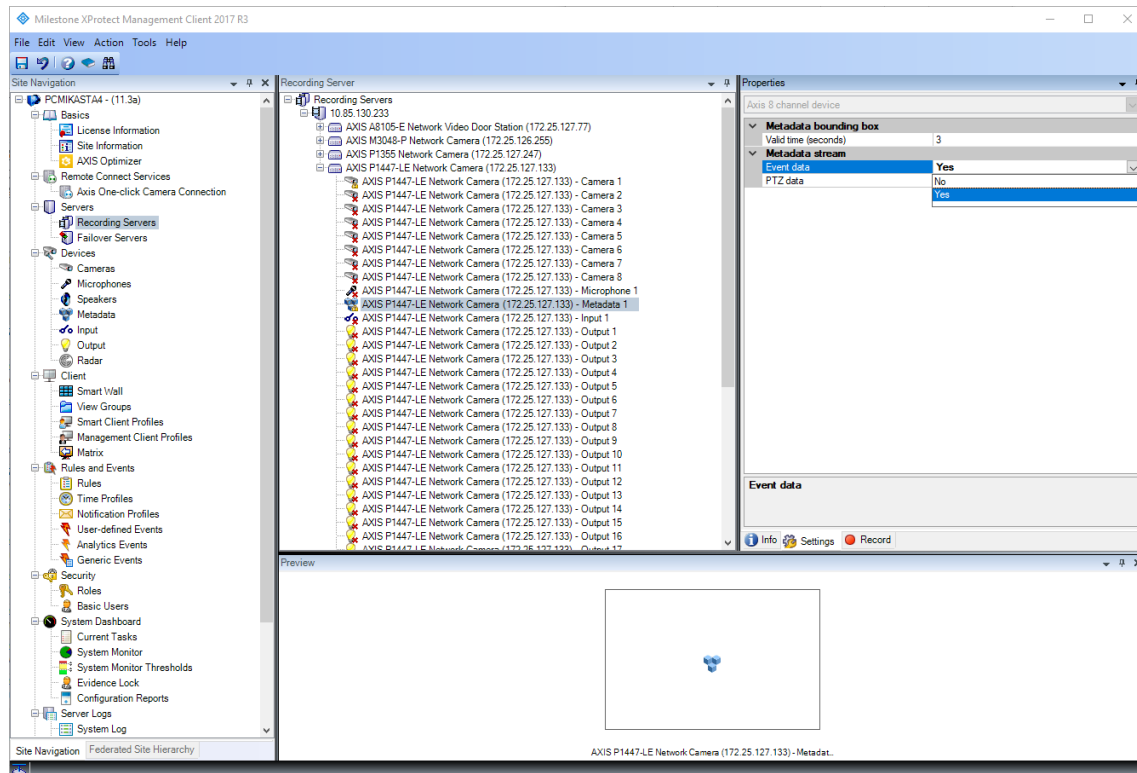 Milestone XProtect Management Client 2017 R3
File Edit View Action Tools Help
Site Navigation
PCMIKASTA4 - (11.3a)
Basics
License Information
Site Information
AXIS Optimizer
Remote Connect Services
Axis One-click Camera Connection
Servers
Recording Servers
Failover Servers
Devices
Cameras
Microphones
Speakers
Metadata
Input
Output
Radar
Client
Smart Wall
View Groups
Smart Client Profiles
Management Client Profiles
Matrix
Rules and Events
Rules
Time Profiles
Notification Profiles
User-defined Events
Analytics Events
Generic Events
Security
Roles
Basic Users
System Dashboard
Current Tasks
System Monitor
System Monitor Thresholds
Evidence Lock
Configuration Reports
Server Logs
System Log
Site Navigation Federated Site Hierarchy
Recording Server
Recording Servers
10.85.130.233
AXIS A8105-E Network Video Door Station (172.25.127.77)
AXIS M3048-P Network Camera (172.25.126.255)
AXIS P1355 Network Camera (172.25.127.247)
AXIS P1447-LE Network Camera (172.25.127.133)
AXIS P1447-LE Network Camera (172.25.127.133) - Camera 1
AXIS P1447-LE Network Camera (172.25.127.133) - Camera 2
AXIS P1447-LE Network Camera (172.25.127.133) - Camera 3
AXIS P1447-LE Network Camera (172.25.127.133) - Camera 4
AXIS P1447-LE Network Camera (172.25.127.133) - Camera 5
AXIS P1447-LE Network Camera (172.25.127.133) - Camera 6
AXIS P1447-LE Network Camera (172.25.127.133) - Camera 7
AXIS P1447-LE Network Camera (172.25.127.133) - Camera 8
AXIS P1447-LE Network Camera (172.25.127.133) - Microphone 1
AXIS P1447-LE Network Camera (172.25.127.133) - Metadata 1
AXIS P1447-LE Network Camera (172.25.127.133) - Input 1
AXIS P1447-LE Network Camera (172.25.127.133) - Output 1
AXIS P1447-LE Network Camera (172.25.127.133) - Output 2
AXIS P1447-LE Network Camera (172.25.127.133) - Output 3
AXIS P1447-LE Network Camera (172.25.127.133) - Output 4
AXIS P1447-LE Network Camera (172.25.127.133) - Output 5
AXIS P1447-LE Network Camera (172.25.127.133) - Output 6
AXIS P1447-LE Network Camera (172.25.127.133) - Output 7
AXIS P1447-LE Network Camera (172.25.127.133) - Output 8
AXIS P1447-LE Network Camera (172.25.127.133) - Output 9
AXIS P1447-LE Network Camera (172.25.127.133) - Output 10
AXIS P1447-LE Network Camera (172.25.127.133) - Output 11
AXIS P1447-LE Network Camera (172.25.127.133) - Output 12
AXIS P1447-LE Network Camera (172.25.127.133) - Output 13
AXIS P1447-LE Network Camera (172.25.127.133) - Output 14
AXIS P1447-LE Network Camera (172.25.127.133) - Output 15
AXIS P1447-LE Network Camera (172.25.127.133) - Output 16
AXIS P1447-LE Network Camera (172.25.127.133) - Output 17
Properties
Axis 8 channel device
Metadata bounding box
Valid time (seconds) 3
Metadata stream
Event data Yes
PTZ data No
Yes
Event data
Info Settings Record
Preview
AXIS P1447-LE Network Camera (172.25.127.133) - Metadat...